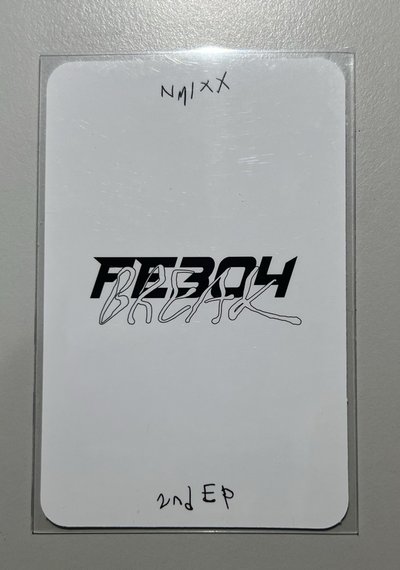 NMIXX
FE3O4
BREAK
2nd EP